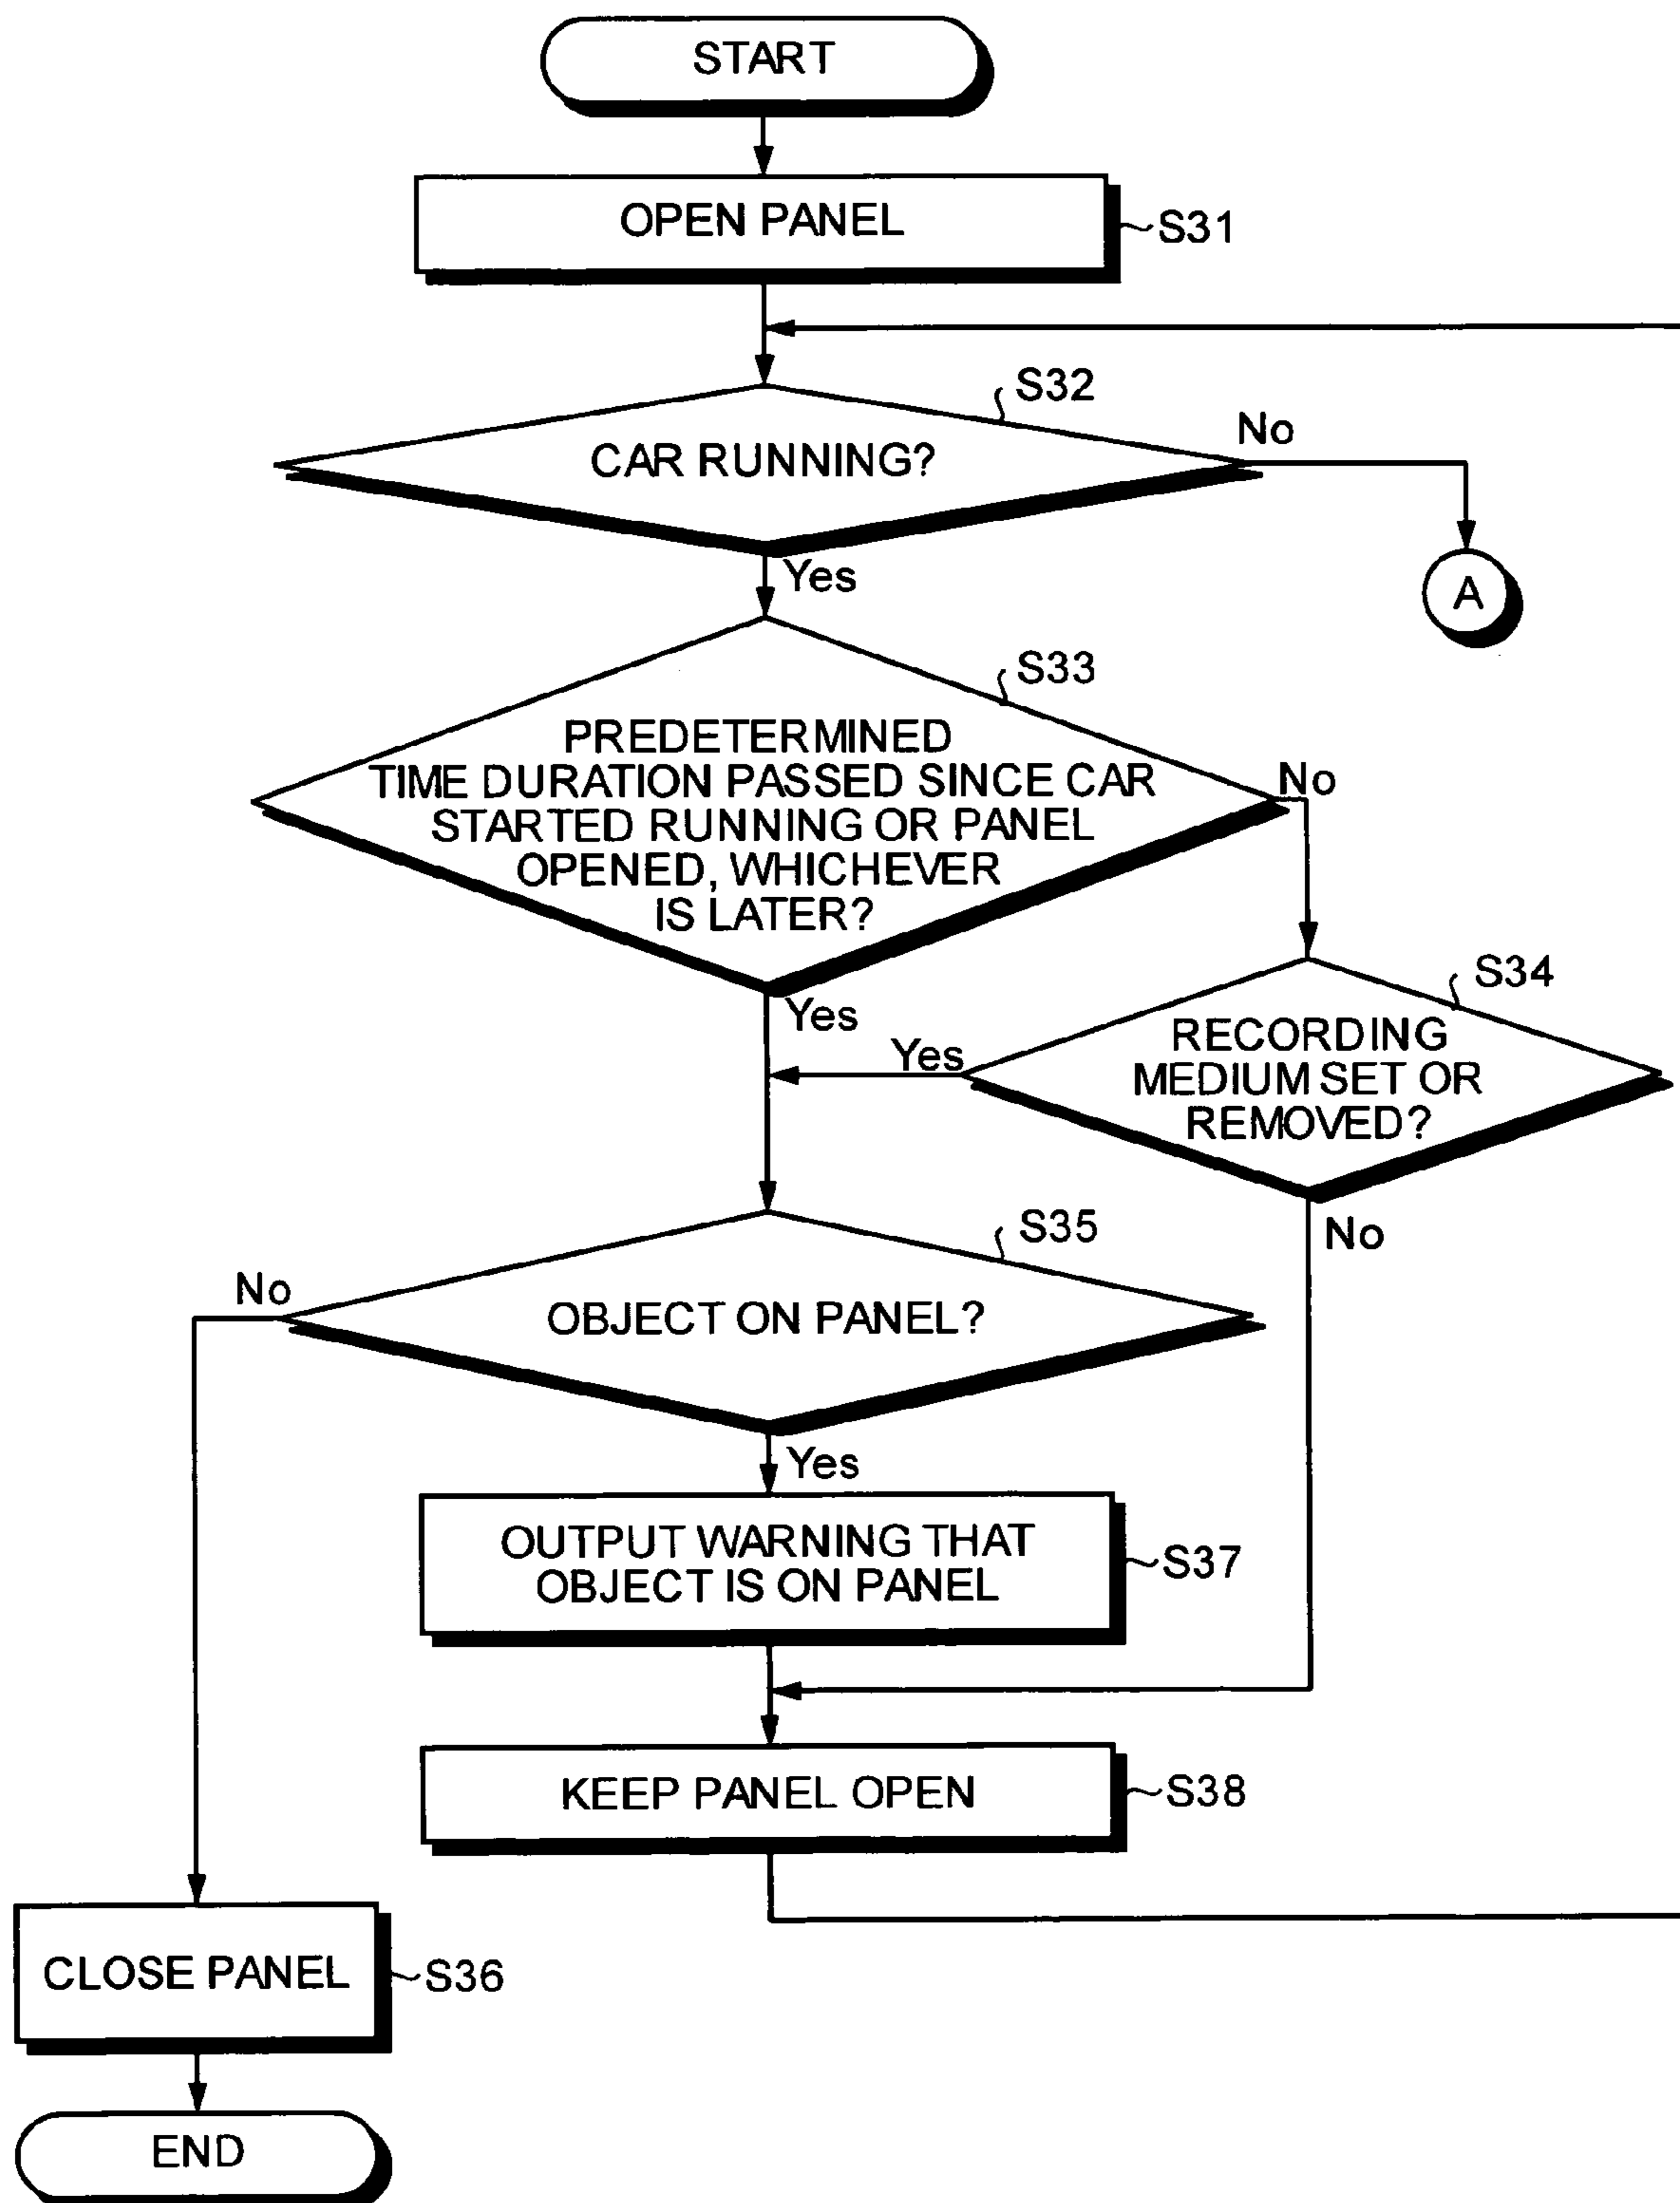 START
OPEN PANEL
S31
S32
CAR RUNNING?
No
Yes
A
S33
PREDETERMINED
TIME DURATION PASSED SINCE CAR
STARTED RUNNING OR PANEL
OPENED, WHICHEVER
IS LATER?
No
Yes
S34
RECORDING
MEDIUM SET OR
REMOVED?
Yes
No
S35
OBJECT ON PANEL?
No
Yes
OUTPUT WARNING THAT
OBJECT IS ON PANEL
S37
KEEP PANEL OPEN
S38
CLOSE PANEL
S36
END